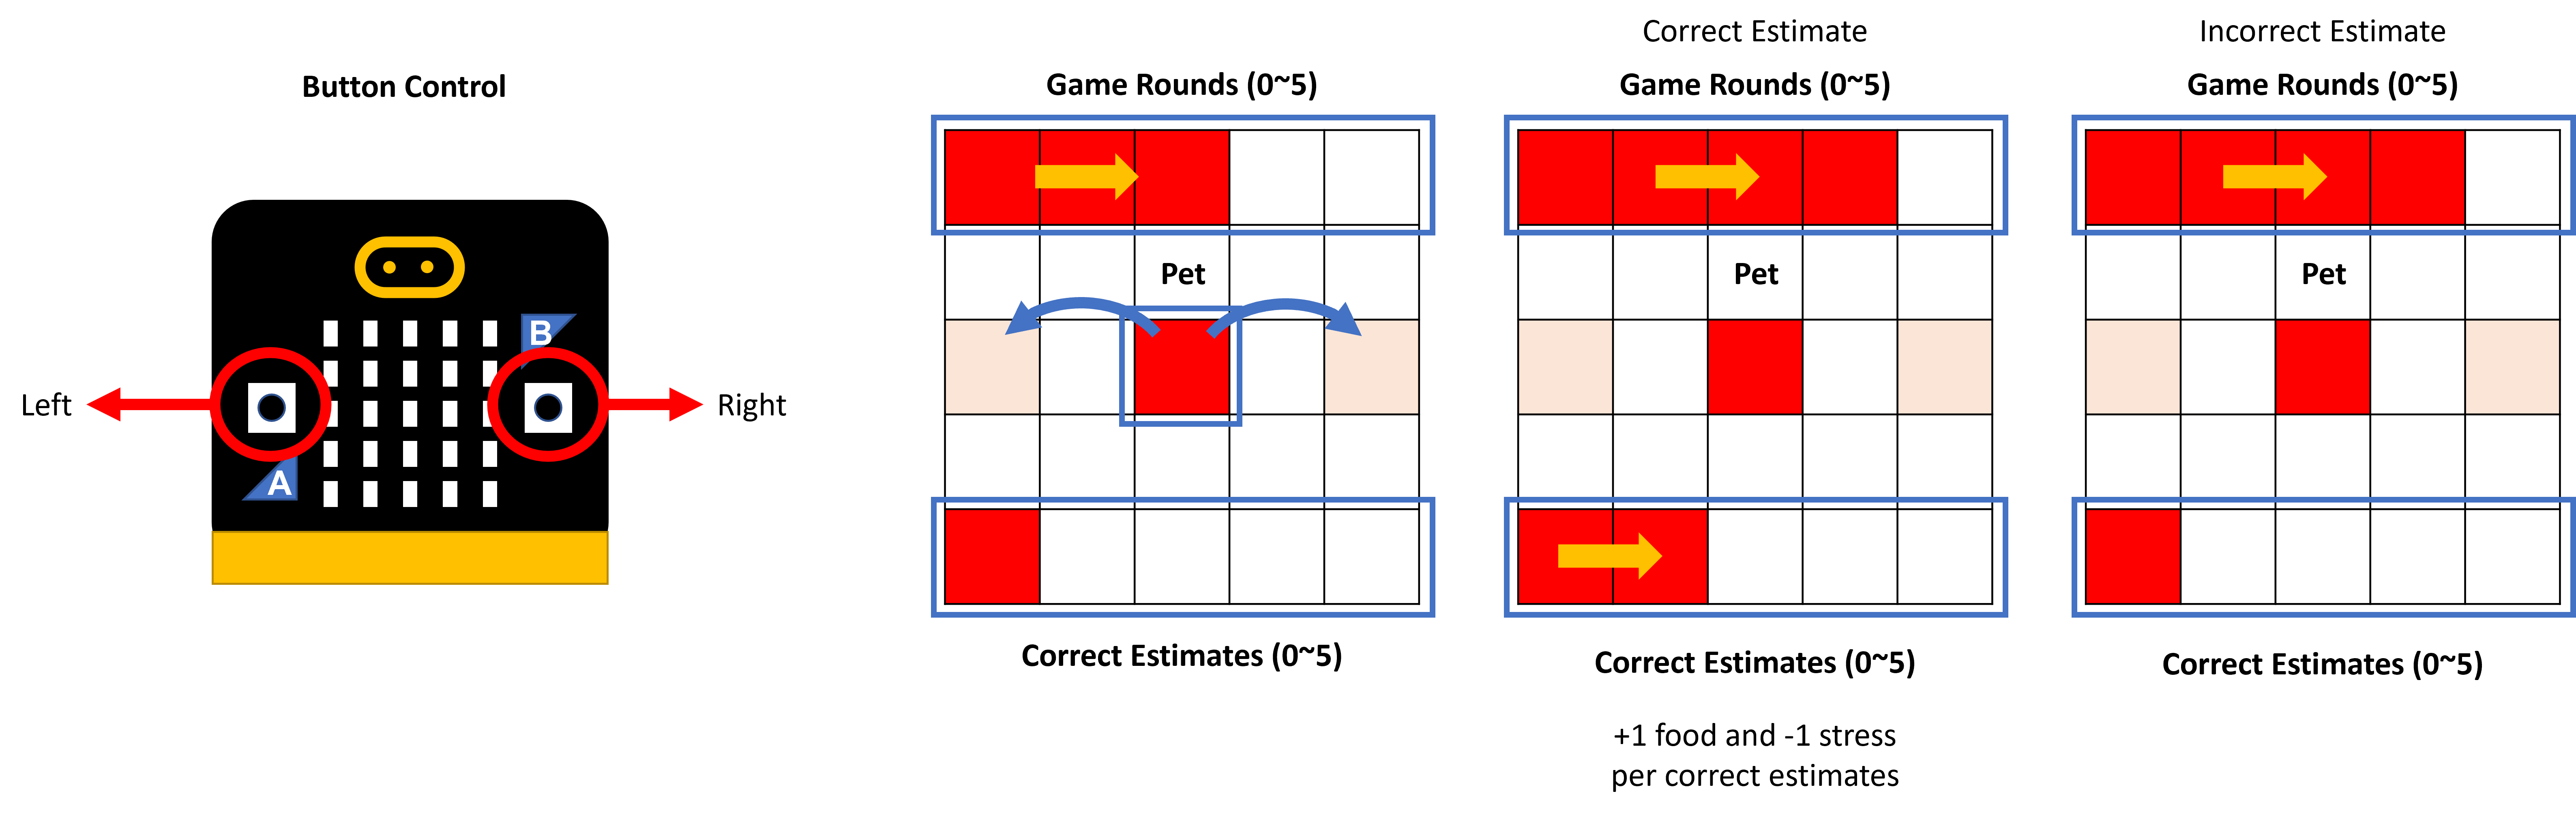 Button Control
Left
B
A
Right
Game Rounds (0~5)
Pet
Correct Estimates (0~5)
Correct Estimate
Game Rounds (0~5)
Pet
Correct Estimates (0~5)
+1 food and -1 stress
per correct estimates
Incorrect Estimate
Game Rounds (0~5)
Pet
Correct Estimates (0~5)